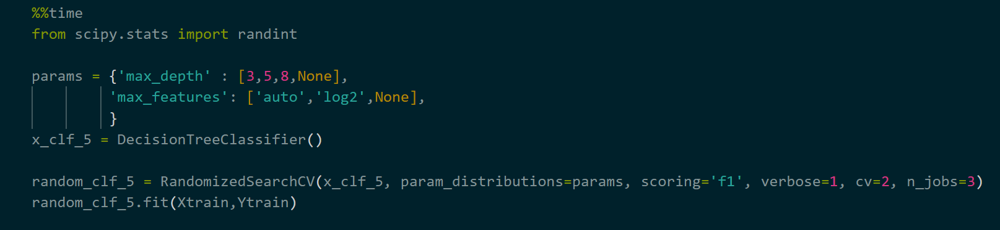 %%time
from scipy.stats import randint
params = {'max_depth' : [3,5,8,None],
'max_features': ['auto','log2',None],
}
x_clf_5 = DecisionTreeClassifier()
random_clf_5 = RandomizedSearchCV(x_clf_5, param_distributions=params, scoring='f1', verbose=1, cv=2, n_jobs=3)
random_clf_5.fit(Xtrain,Ytrain)